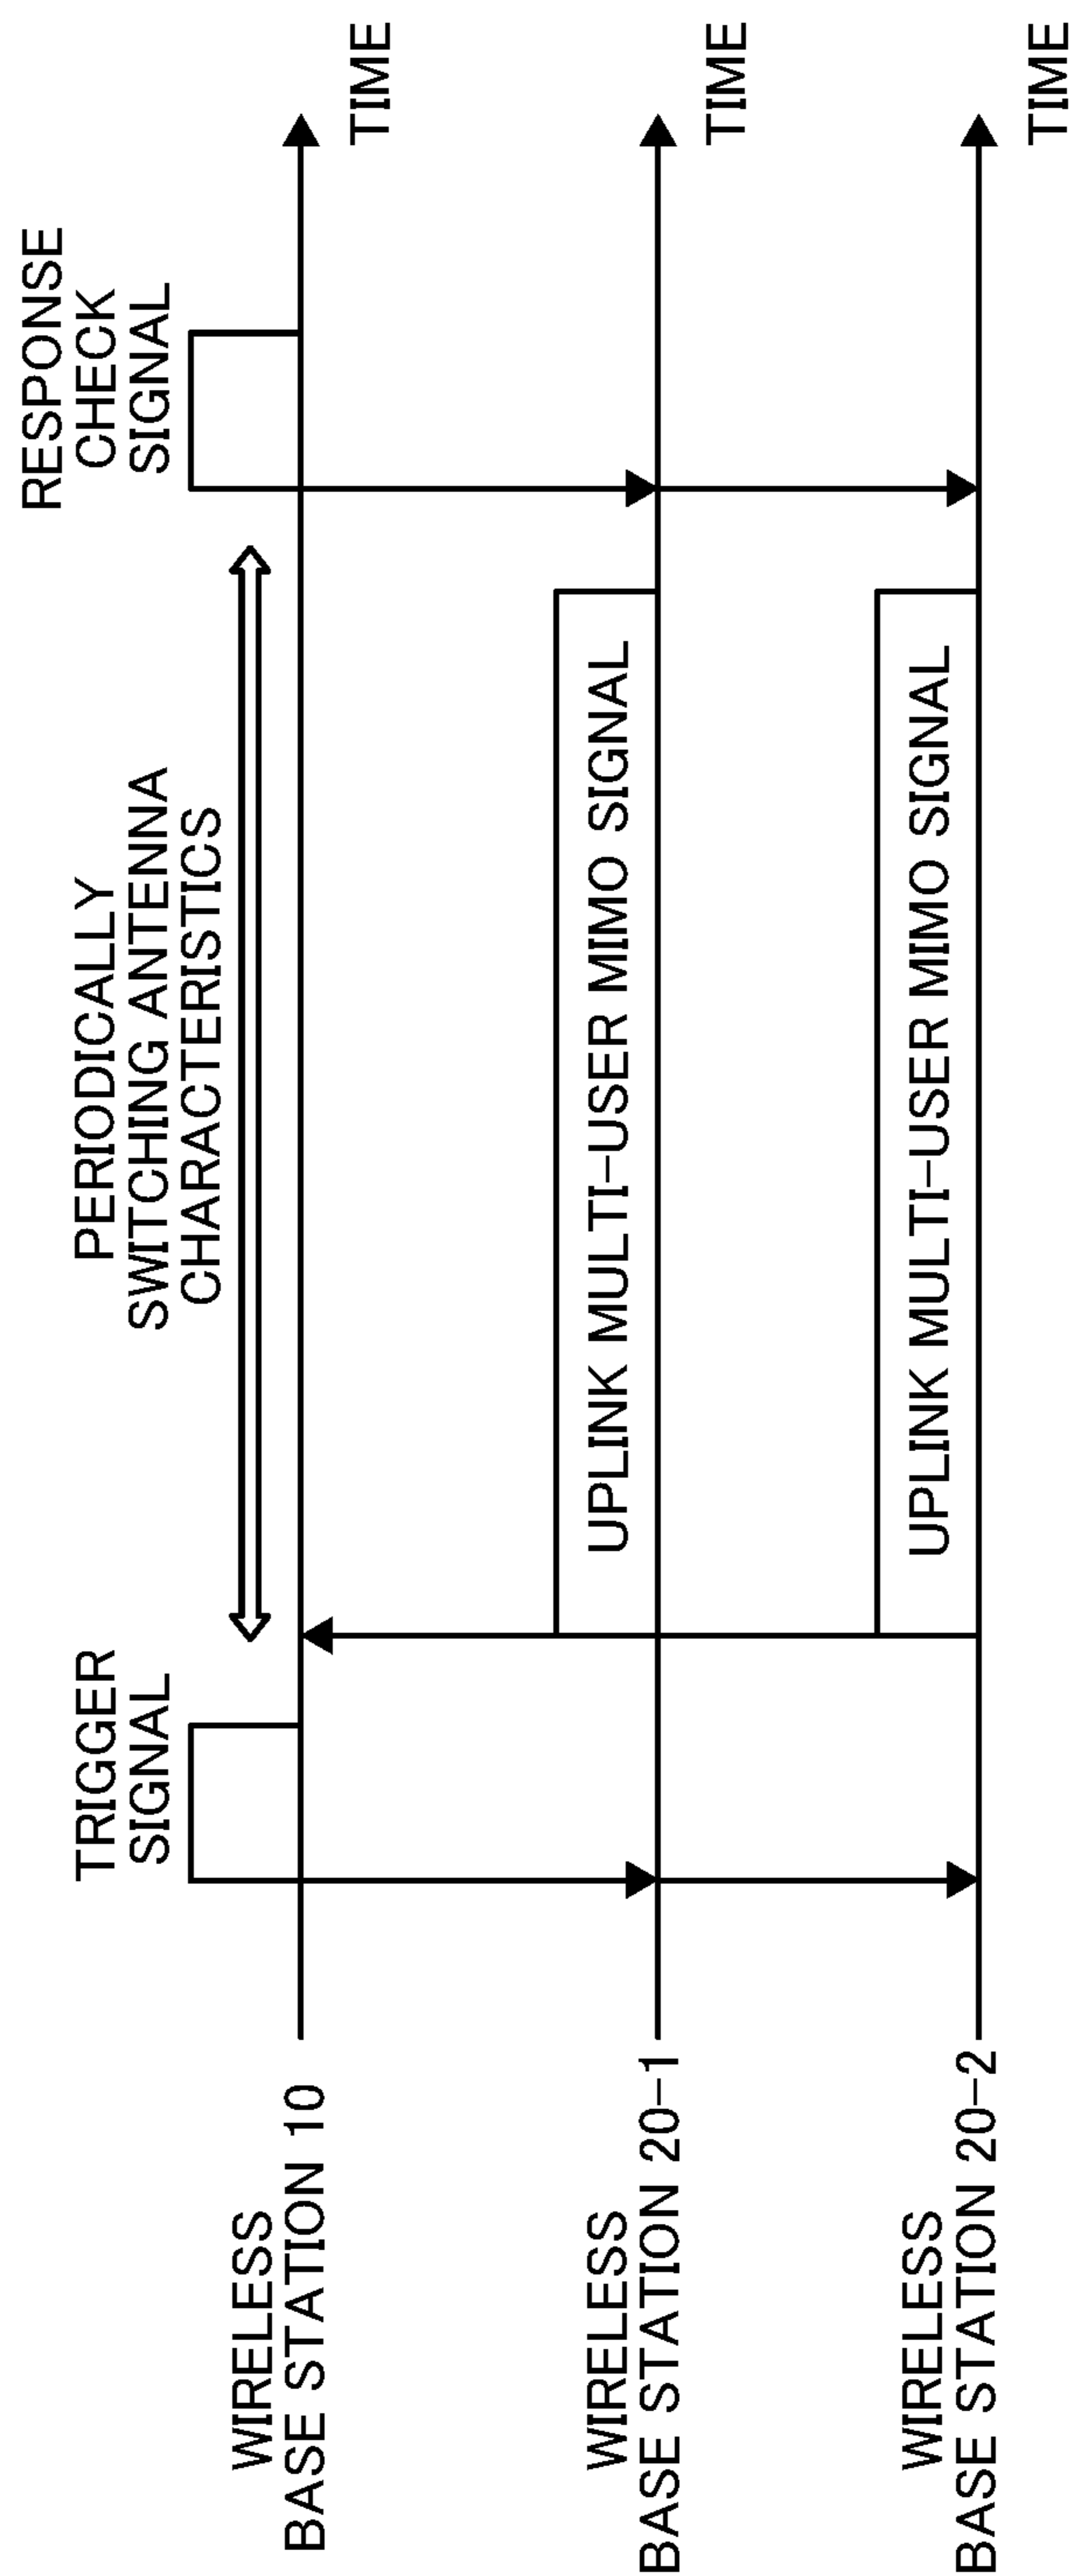 TRIGGER
SIGNAL
PERIODICALLY
SWITCHING ANTENNA
CHARACTERISTICS
RESPONSE
CHECK
SIGNAL
WIRELESS
BASE STATION 10
TIME
UPLINK MULTI-USER MIMO SIGNAL
WIRELESS
BASE STATION 20-1
TIME
UPLINK MULTI-USER MIMO SIGNAL
WIRELESS
BASE STATION 20-2
TIME